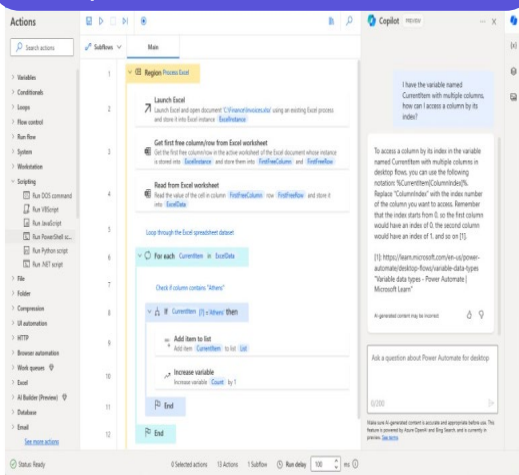 Actions
Search actions
Variables
Conditionals
Loops
Flow control
Run flow
System
Workstation
Scripting
Run DOS command
Run VBScript
Run JavaScript
Run PowerShell sc...
Run Python script
Run .NET script
File
Folder
Compression
UI automation
HTTP
Browser automation
Work queues
Excel
AI Builder (Preview)
Database
Email
See more actions
Subflows
Main
1
Region Process Excel
2
Launch Excel
Launch Excel and open document 'C:\Finance\Invoices.xlsx' using an existing Excel process
and store it into Excel instance ExcelInstance
3
Get first free column/row from Excel worksheet
Get the first free column/row in the active worksheet of the Excel document whose instance
is stored into ExcelInstance and store them into FirstFreeColumn and FirstFreeRow
4
Read from Excel worksheet
Read the value of the cell in column FirstFreeColumn row FirstFreeRow and store it
into ExcelData
5
Loop through the Excel spreadsheet dataset
6
For each CurrentItem in ExcelData
7
Check if column contains "Athens"
8
If CurrentItem [7] = 'Athens' then
9
Add item to list
Add item CurrentItem to list List
10
Increase variable
Increase variable Count by 1
11
End
12
End
Copilot PREVIEW
I have the variable named
CurrentItem with multiple columns,
how can I access a column by its
index?
To access a column by its index in the variable
named CurrentItem with multiple columns in
desktop flows, you can use the following
notation: %CurrentItem[ColumnIndex]%.
Replace "ColumnIndex" with the index number
of the column you want to access. Remember
that the index starts from 0, so the first column
would have an index of 0, the second column
would have an index of 1, and so on [1].
[1]: https://learn.microsoft.com/en-us/power-
automate/desktop-flows/variable-data-types
"Variable data types - Power Automate |
Microsoft Learn"
AI-generated content may be incorrect
Ask a question about Power Automate for desktop
0/200
Make sure AI-generated content is accurate and appropriate before use. This
feature is powered by Azure OpenAI and Bing Search, and is currently in
preview. See terms
Status: Ready
0 Selected actions
13 Actions
1 Subflow
Run delay
100
ms